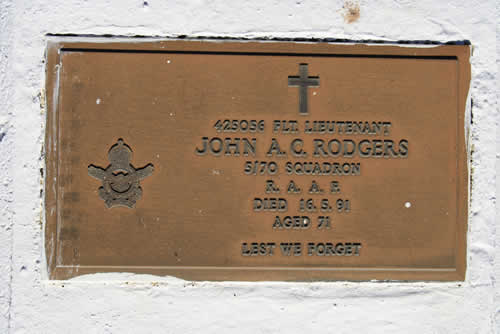 425056 FLT. LIEUTENANT
JOHN A.C. RODGERS
5/70 SQUADRON
R. A. A. F.
DIED 16.5.91
AGED 71
LEST WE FORGET